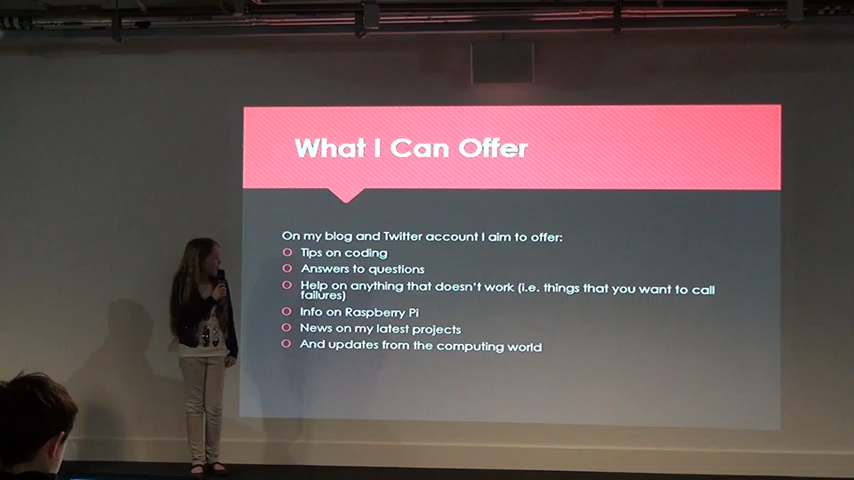 What I Can Offer
On my blog and Twitter account I aim to offer:
Tips on coding
Answers to questions
Help on anything that doesn't work (i.e. things that you want to call
failures)
Info on Raspberry Pi
News on my latest projects
And updates from the computing world